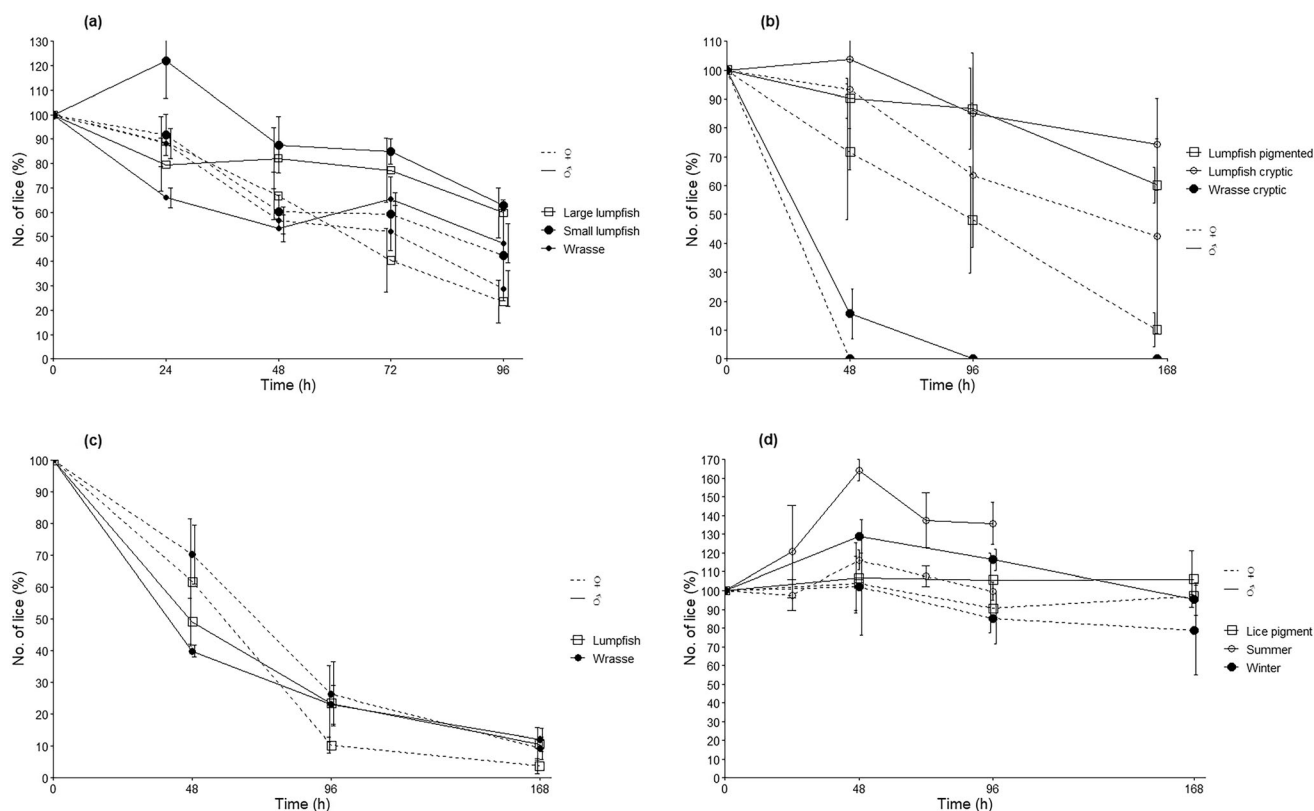 (a)
130
120
110
100
90
80
70
60
50
40
30
20
10
0
No. of lice (%)
0 24 48 72 96
Time (h)
♀
♂
Large lumpfish
Small lumpfish
Wrasse
(b)
110
100
90
80
70
60
50
40
30
20
10
0
No. of lice (%)
0 48 96 168
Time (h)
Lumpfish pigmented
Lumpfish cryptic
Wrasse cryptic
♀
♂
(c)
100
90
80
70
60
50
40
30
20
10
0
No. of lice (%)
0 48 96 168
Time (h)
♀
♂
Lumpfish
Wrasse
(d)
170
160
150
140
130
120
110
100
90
80
70
60
50
40
30
20
10
0
No. of lice (%)
0 48 96 168
Time (h)
♀
♂
Lice pigment
Summer
Winter